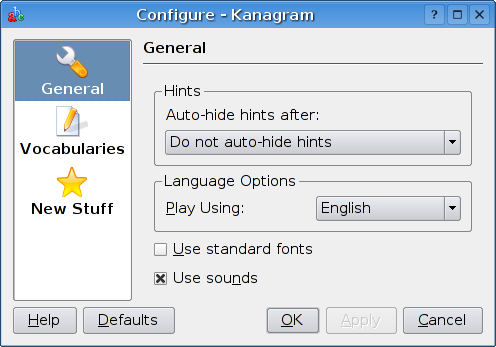 Configure - Kanagram
General
Vocabularies
New Stuff
General
Hints
Auto-hide hints after:
Do not auto-hide hints
Language Options
Play Using: English
Use standard fonts
Use sounds
Help Defaults OK Apply Cancel